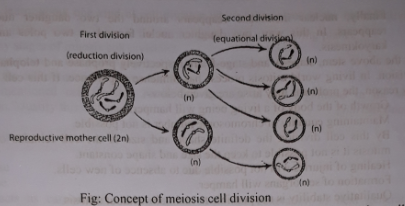 Second division
First division
(equational division)
(reduction division)
(n)
(n)
(n)
(n)
Reproductive mother cell (2n)
(n)
(n)
Fig: Concept of meiosis cell division